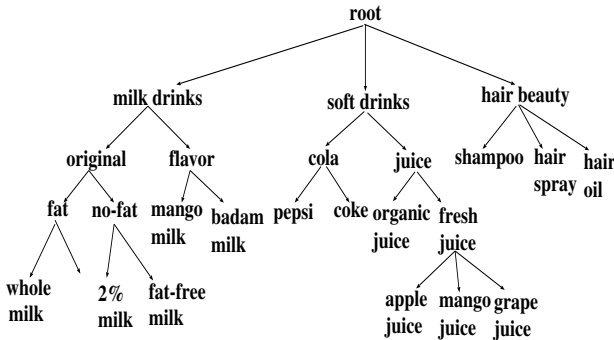 root
milk drinks
soft drinks
hair beauty
original
flavor
cola
juice
shampoo
hair
spray
hair
oil
fat
no-fat
mango
milk
badam
milk
pepsi
coke
organic
juice
fresh
juice
whole
milk
2%
milk
fat-free
milk
apple
juice
mango
juice
grape
juice